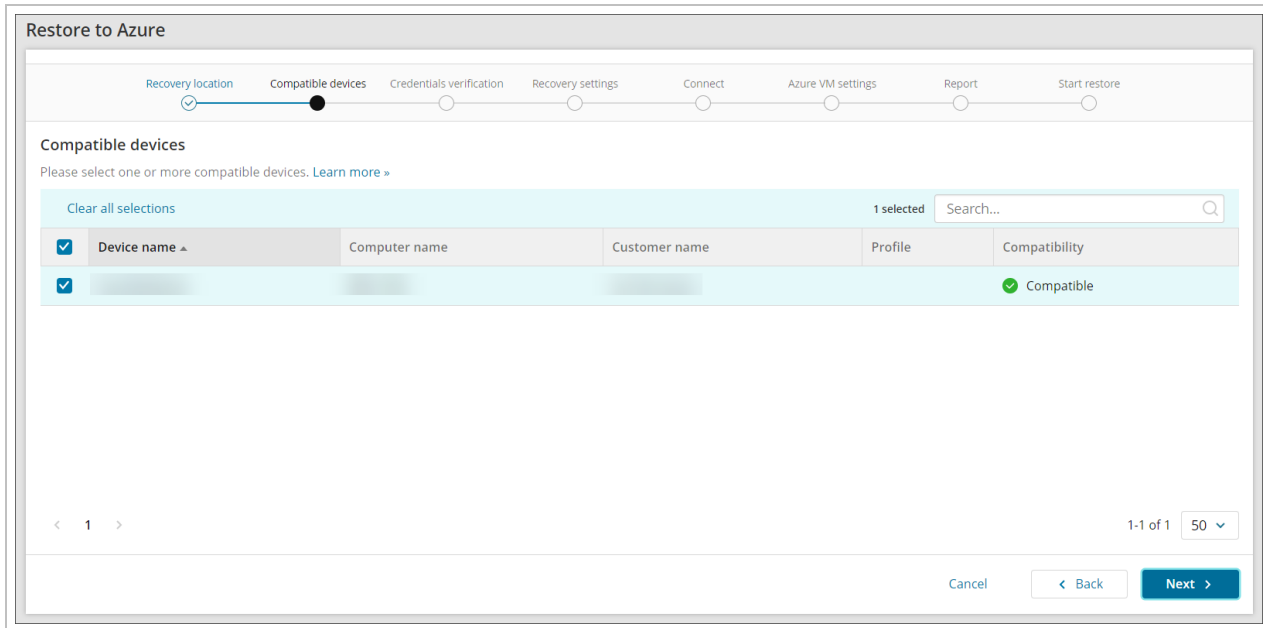 Restore to Azure
Recovery location Compatible devices Credentials verification Recovery settings Connect Azure VM settings Report Start restore
Compatible devices
Please select one or more compatible devices. Learn more »
Clear all selections 1 selected Search...
Device name Computer name Customer name Profile Compatibility
Compatible
1 1-1 of 1 50
Cancel Back Next